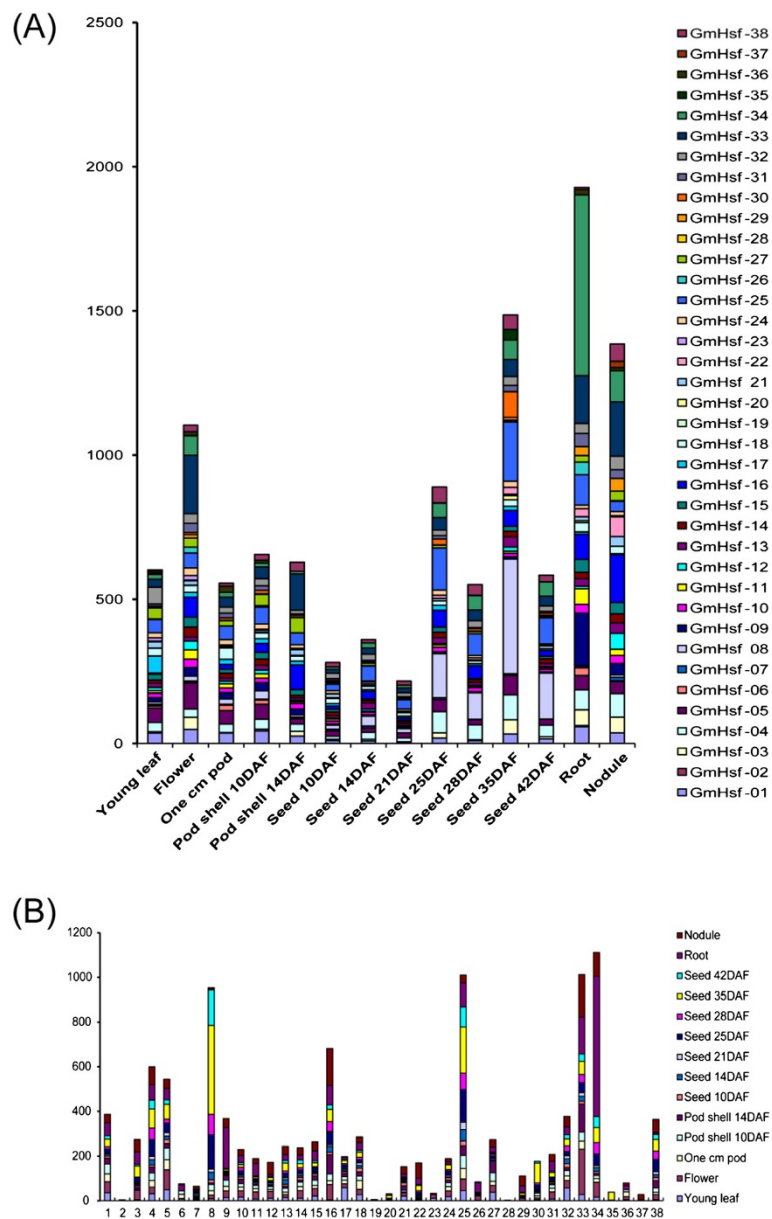 (A)
2500
2000
1500
1000
500
0
Young leaf
Flower
One cm pod
Pod shell 10DAF
Pod shell 14DAF
Seed 10DAF
Seed 14DAF
Seed 21DAF
Seed 25DAF
Seed 28DAF
Seed 35DAF
Seed 42DAF
Root
Nodule
GmHsf-38
GmHsf-37
GmHsf-36
GmHsf-35
GmHsf-34
GmHsf-33
GmHsf-32
GmHsf-31
GmHsf-30
GmHsf-29
GmHsf-28
GmHsf-27
GmHsf-26
GmHsf-25
GmHsf-24
GmHsf-23
GmHsf-22
GmHsf 21
GmHsf-20
GmHsf-19
GmHsf-18
GmHsf-17
GmHsf-16
GmHsf-15
GmHsf-14
GmHsf-13
GmHsf-12
GmHsf-11
GmHsf-10
GmHsf-09
GmHsf 08
GmHsf-07
GmHsf-06
GmHsf-05
GmHsf-04
GmHsf-03
GmHsf-02
GmHsf-01
(B)
1200
1000
800
600
400
200
0
1 2 3 4 5 6 7 8 9 10 11 12 13 14 15 16 17 18 19 20 21 22 23 24 25 26 27 28 29 30 31 32 33 34 35 36 37 38
Nodule
Root
Seed 42DAF
Seed 35DAF
Seed 28DAF
Seed 25DAF
Seed 21DAF
Seed 14DAF
Seed 10DAF
Pod shell 14DAF
Pod shell 10DAF
One cm pod
Flower
Young leaf